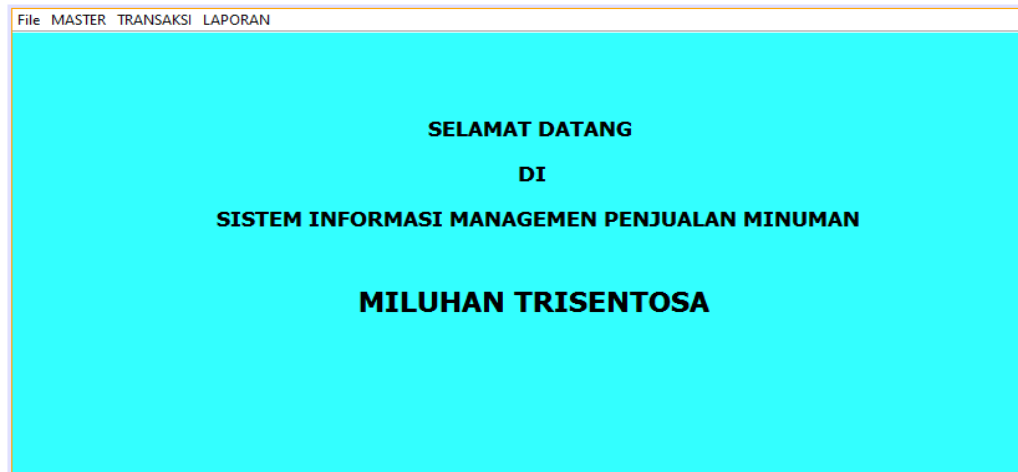 File MASTER TRANSAKSI LAPORAN
SELAMAT DATANG
DI
SISTEM INFORMASI MANAGEMEN PENJUALAN MINUMAN
MILUHAN TRISENTOSA